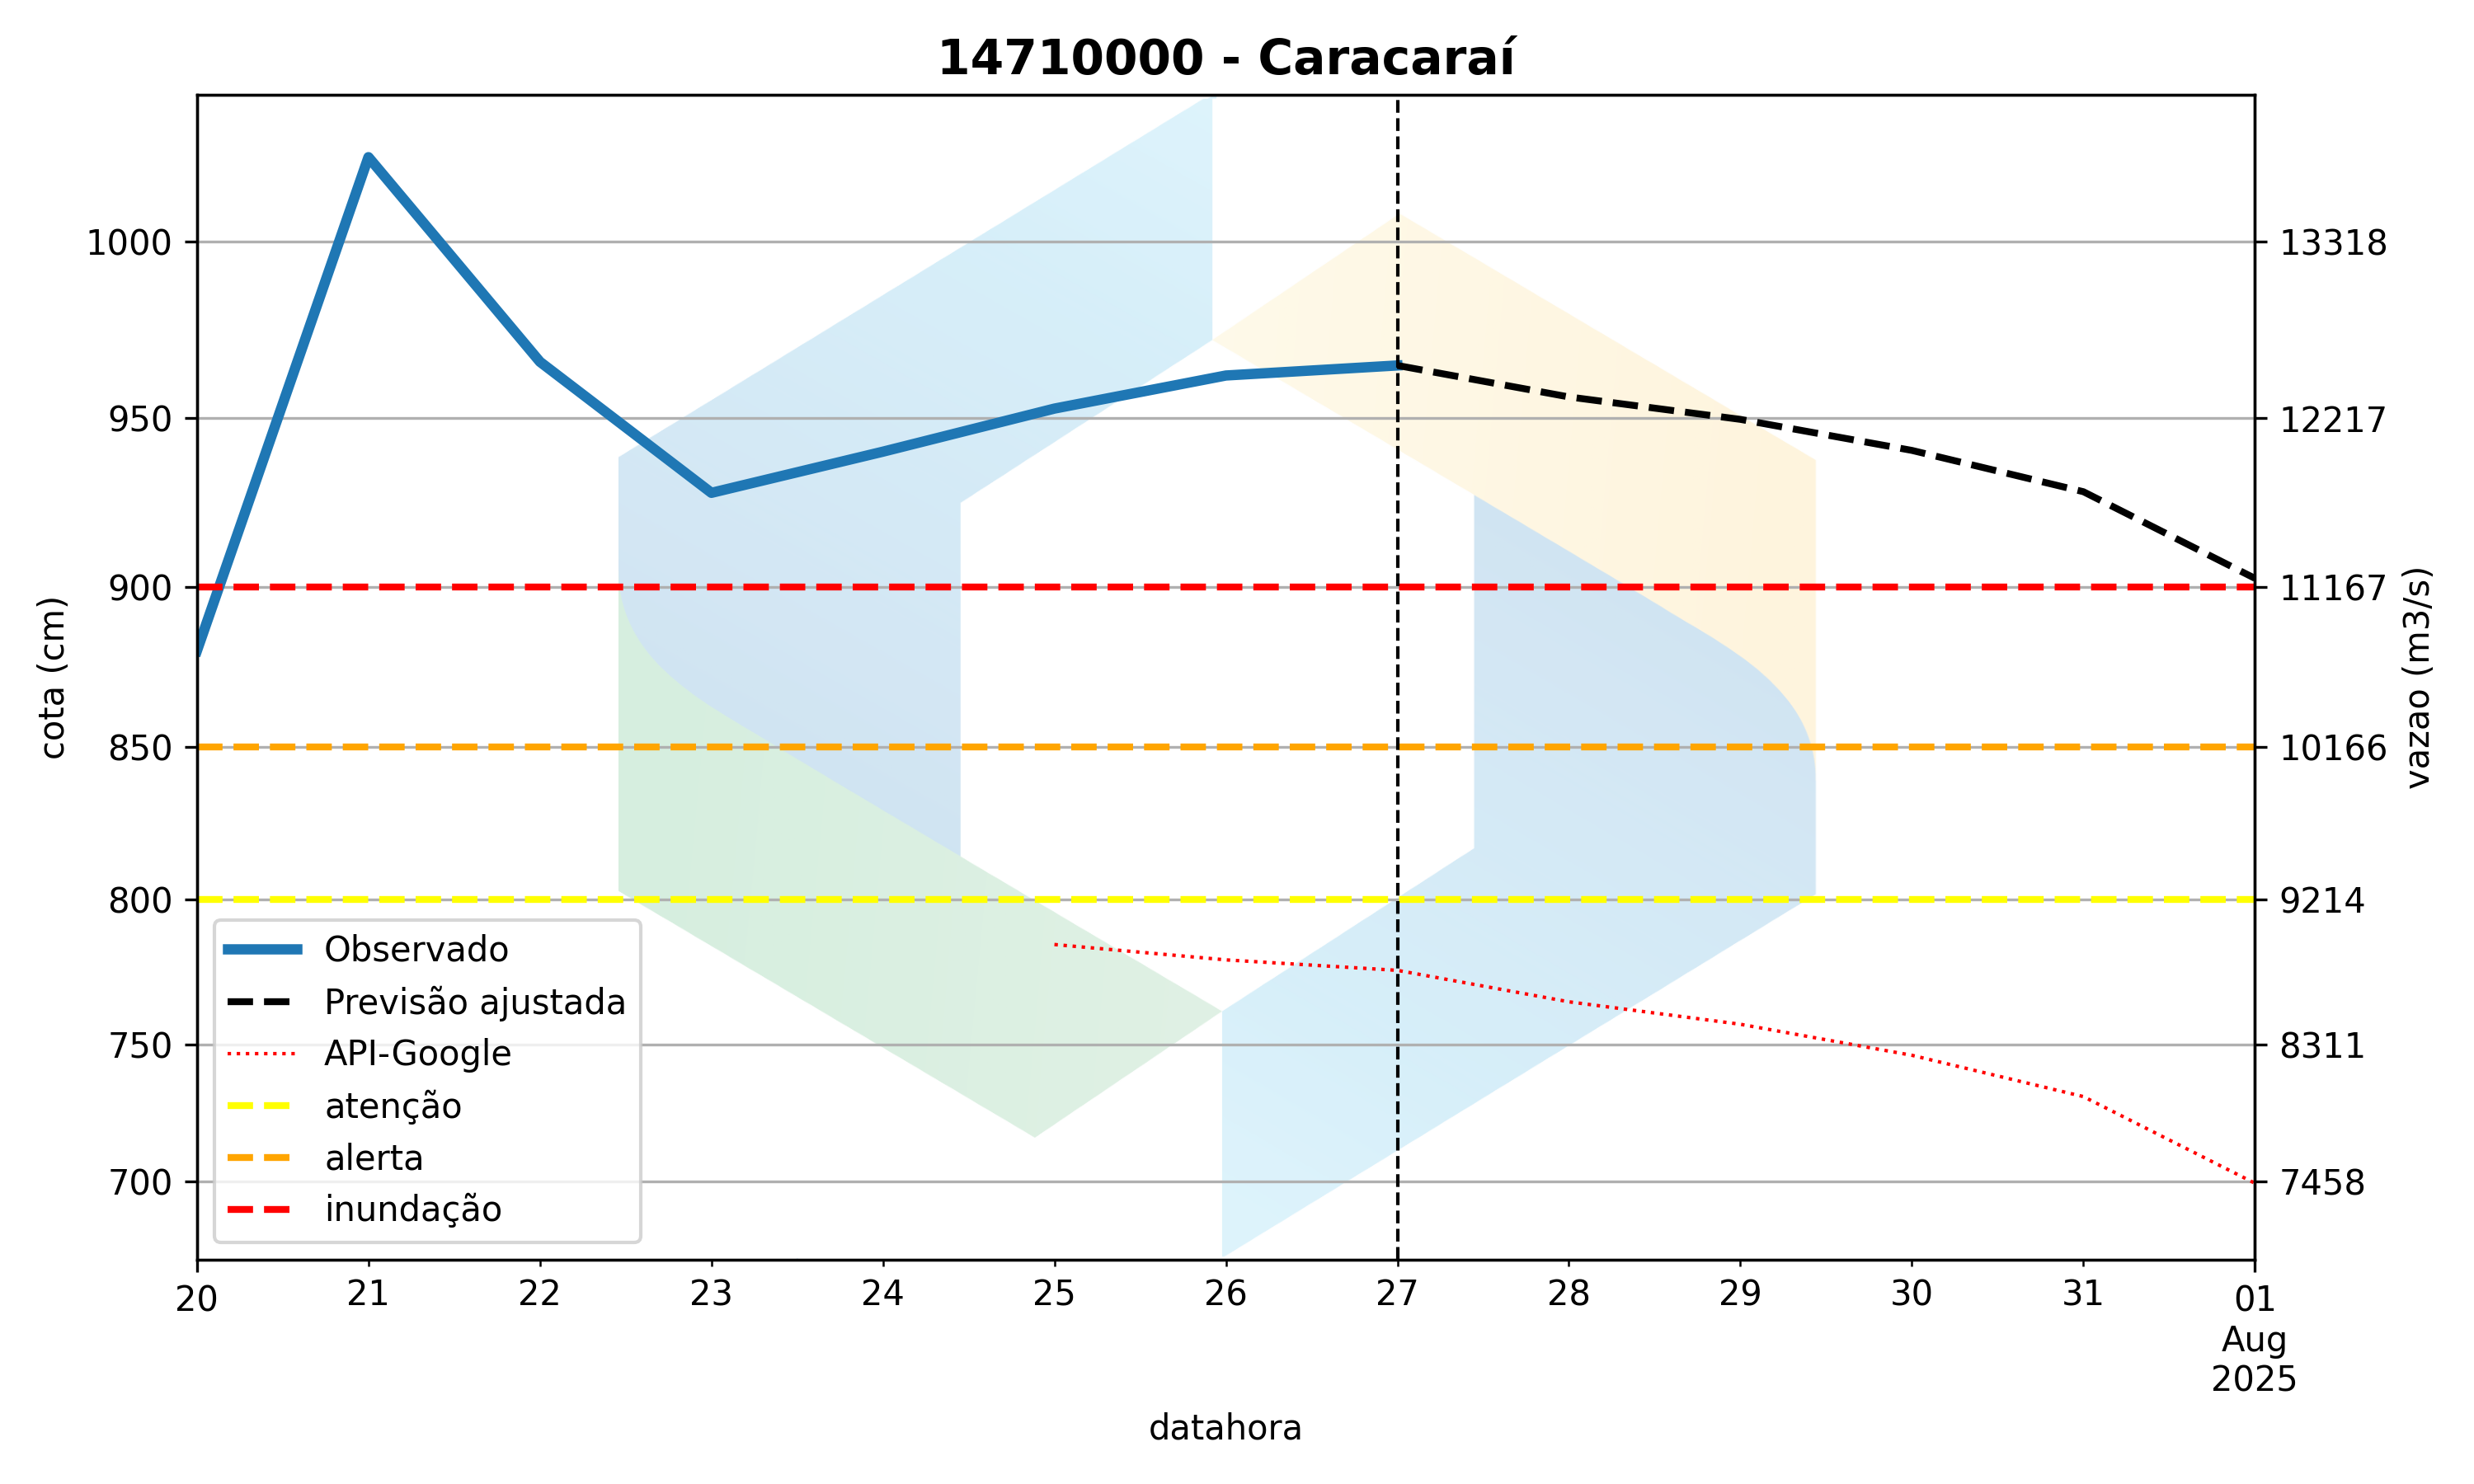 14710000 - Caracaraí
cota (cm)
1000
950
900
850
800
750
700
13318
12217
11167
10166
9214
8311
7458
vazao (m3/s)
Observado
Previsão ajustada
API-Google
atenção
alerta
inundação
20 21 22 23 24 25 26 27 28 29 30 31 01
Aug
2025
datahora